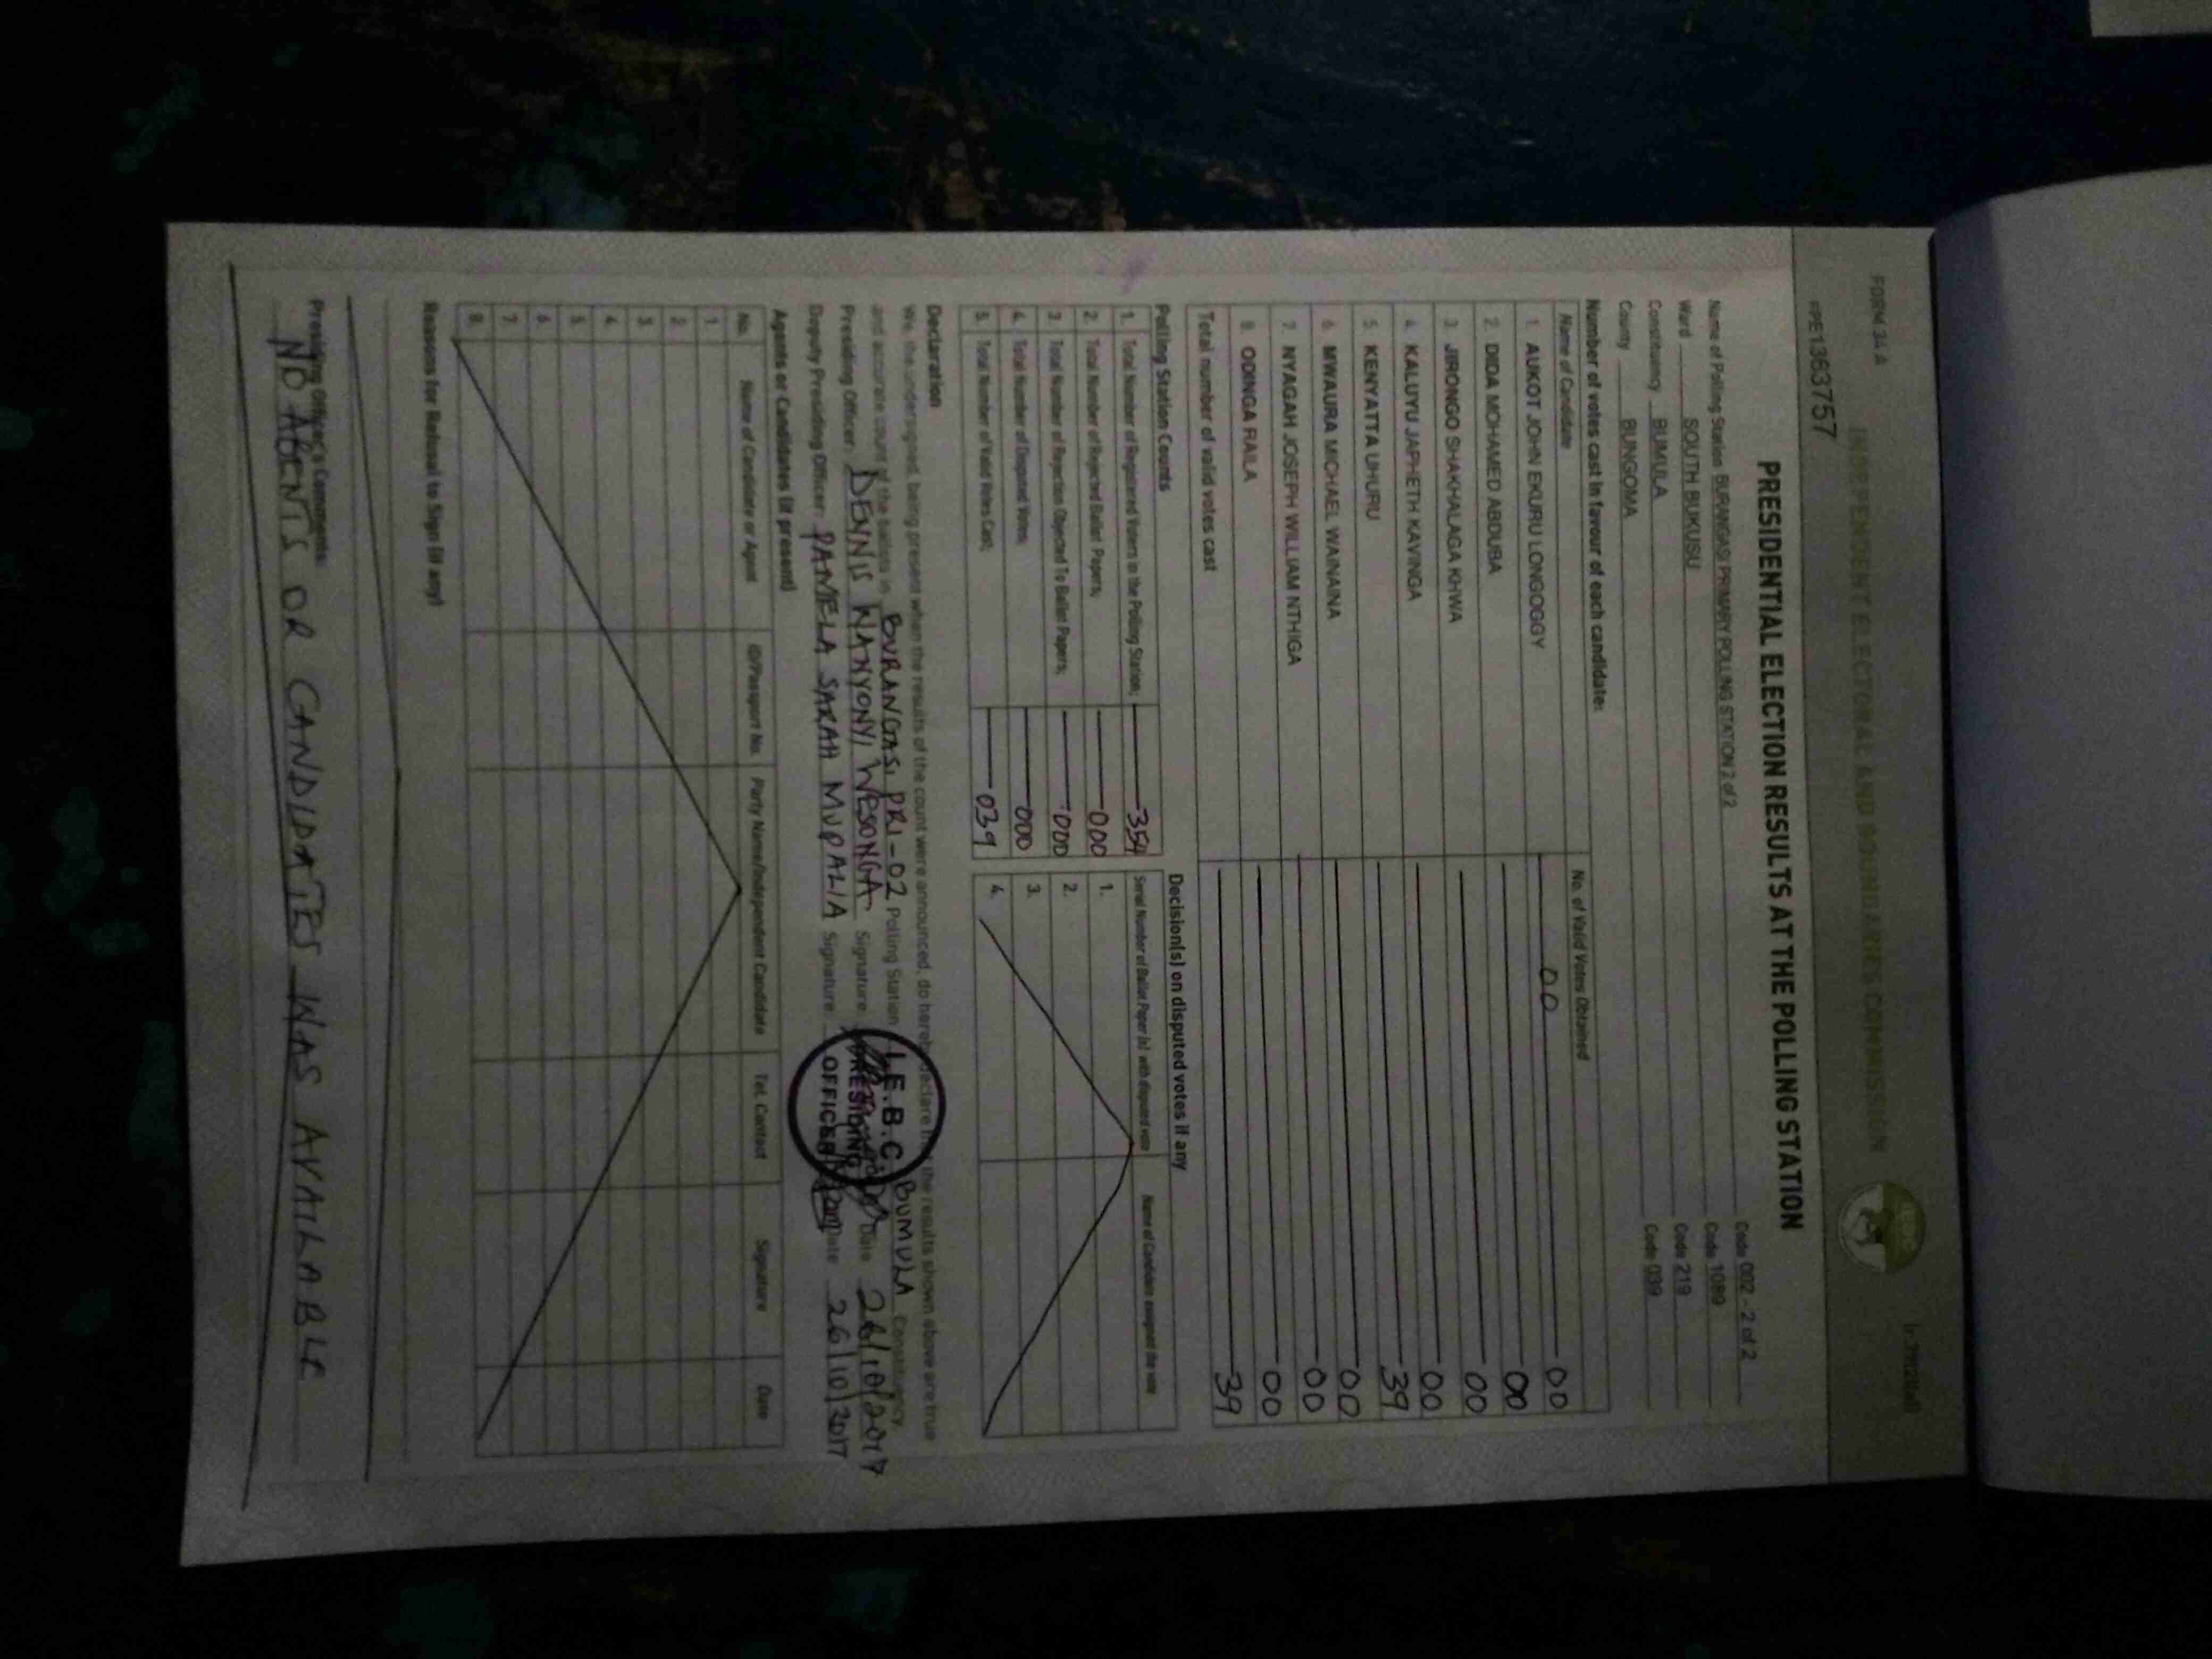 FORM 34 A
INDEPENDENT ELECTORAL AND BOUNDARIES COMMISSION
PPE1363757
PRESIDENTIAL ELECTION RESULTS AT THE POLLING STATION
Name of Polling Station BURANGASI PRIMARY POLLING STATION 2 of 2 Code 002 - 2 of 2
Ward SOUTH BUKUSU Code 1089
Constituency BUMULA Code 219
County BUNGOMA Code 039
Number of votes cast in favour of each candidate:
Name of Candidate No. of Valid Votes Obtained
1. AUKOT JOHN EKURU LONGOGGY 00 00
2. DIDA MOHAMED ABDUBA 00
3. JIRONGO SHAKHALAGA KHWA 00
4. KALUYU JAPHETH KAVINGA 00
5. KENYATTA UHURU 39
6. MWAURA MICHAEL WAINAINA 00
7. NYAGAH JOSEPH WILLIAM NTHIGA 00
8. ODINGA RAILA 00
Total number of valid votes cast 39
Polling Station Counts
1. Total Number of Registered Voters in the Polling Station;
2. Total Number of Rejected Ballot Papers; 000
3. Total Number of Rejection Objected To Ballot Papers; 000
4. Total Number of Disputed Votes; 000
5. Total Number of Valid Votes Cast; 039
Decision(s) on disputed votes if any
Serial Number of Ballot Paper (s) with disputed vote Name of Candidate assigned the vote
1.
2.
3.
4.
Declaration
We, the undersigned, being present when the results of the count were announced, do hereby declare that the results shown above are true
and accurate count of the ballots in BURANGASI PRI - 02 Polling Station BUMULA Constituency.
Presiding Officer: DENNIS WANYONYI WESONGA Signature Date 26/10/2017
Deputy Presiding Officer: PAMELA SARAH MUPALIA Signature Date 26/10/2017
I.E.B.C.
PRESIDING
OFFICER
Agents or Candidates (if present)
No. Name of Candidate or Agent ID/Passport No. Party Name/Independent Candidate Tel. Contact Signature Date
1.
2.
3.
4.
5.
6.
7.
8.
Reasons for Refusal to Sign (if any)
Presiding Officer's Comments:
NO AGENTS OR CANDIDATES WAS AVAILABLE